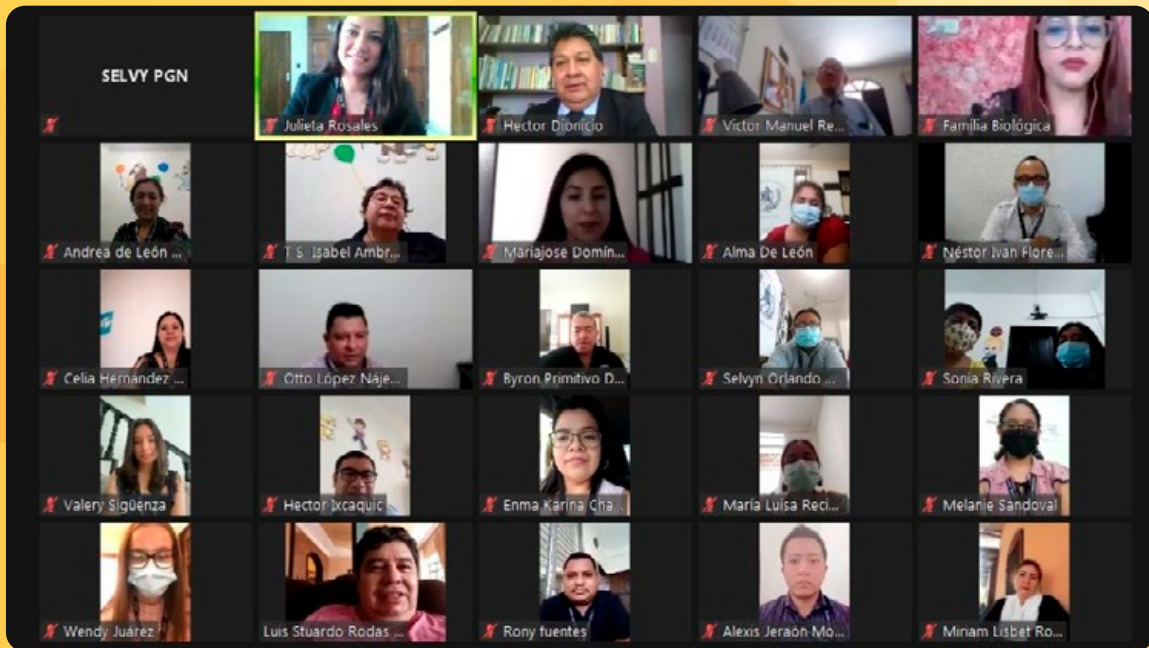 SELVY PGN
Julieta Rosales
Hector Dionicio
Victor Manuel Re...
Familia Biológica
Andrea de León ...
T S Isabel Ambr...
Mariajose Domín...
Alma De León
Néstor Ivan Flore...
Celia Hernández ...
Otto López Náje...
Byron Primitivo D...
Selvyn Orlando ...
Sonia Rivera
Valery Sigüenza
Hector Ixcaquic
Enma Karina Cha...
María Luisa Reci...
Melanie Sandoval
Wendy Juárez
Luis Stuardo Rodas ...
Rony fuentes
Alexis Jeraón Mo...
Miriam Lisbet Ro...